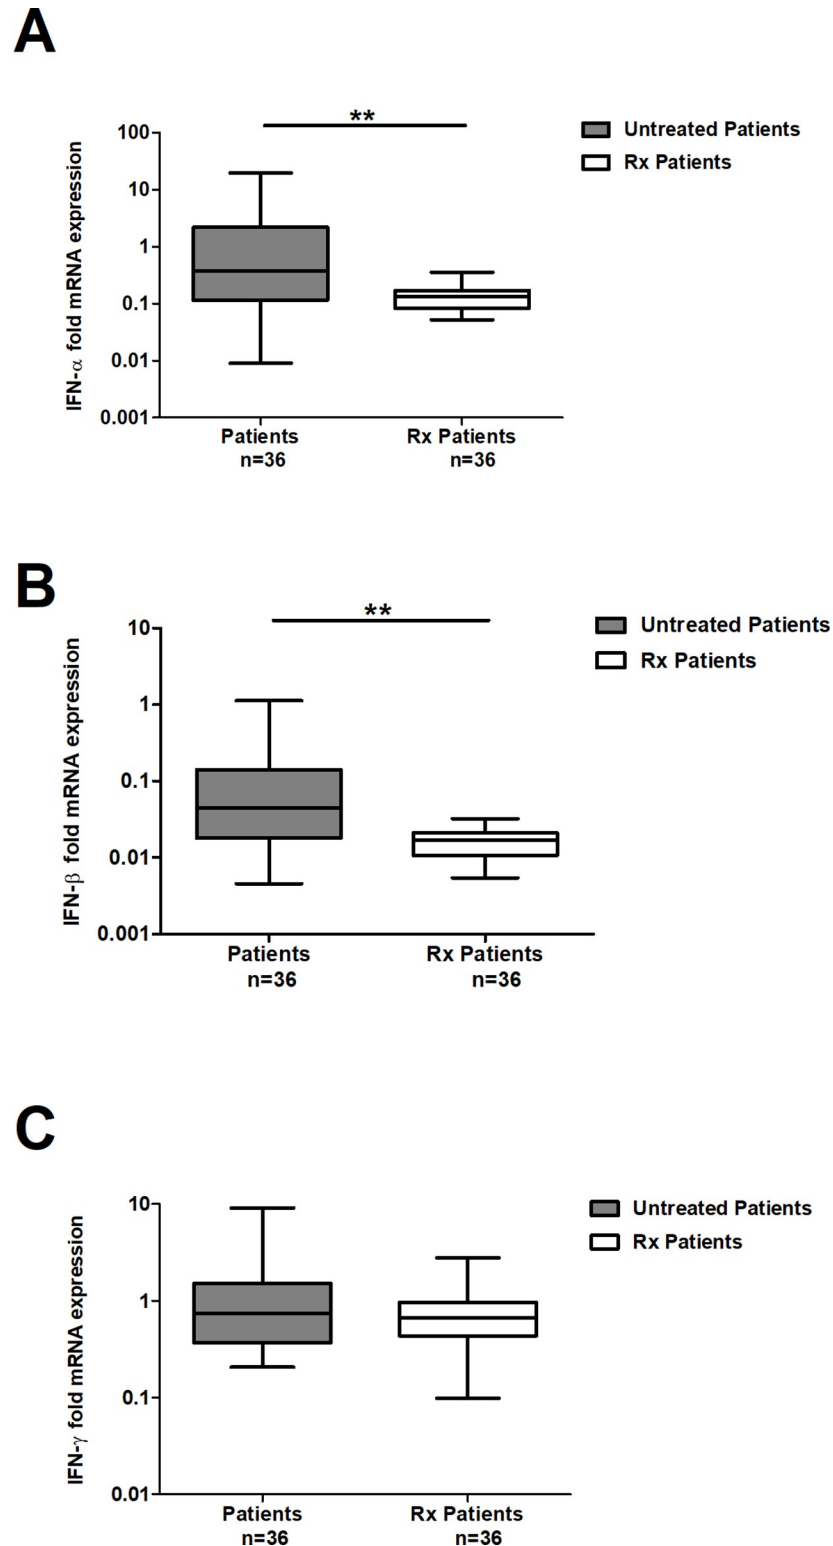 A
IFN-α fold mRNA expression
100
10
1
0.1
0.01
0.001
**
Untreated Patients
Rx Patients
Patients
n=36
Rx Patients
n=36
B
IFN-β fold mRNA expression
10
1
0.1
0.01
0.001
**
Untreated Patients
Rx Patients
Patients
n=36
Rx Patients
n=36
C
IFN-γ fold mRNA expression
10
1
0.1
0.01
Untreated Patients
Rx Patients
Patients
n=36
Rx Patients
n=36